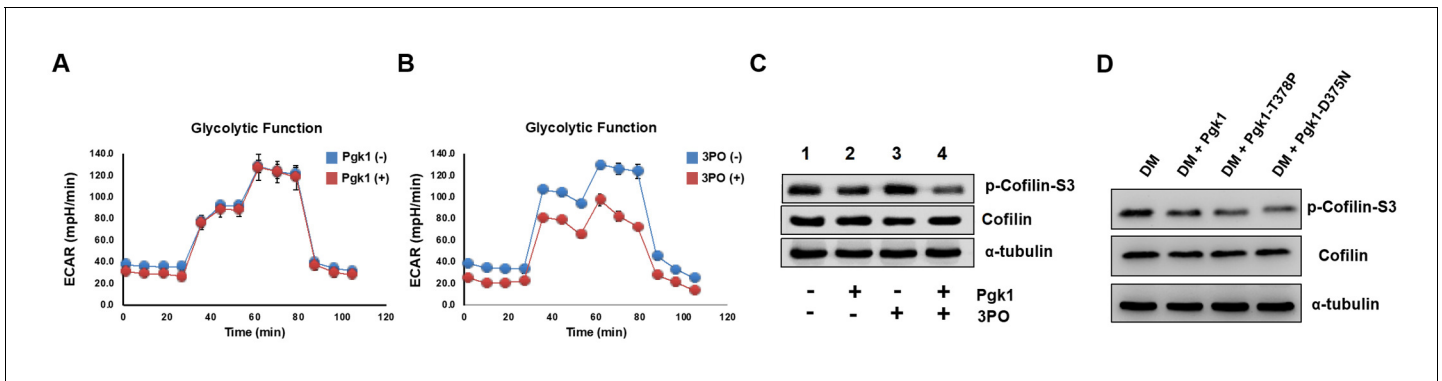 A
Glycolytic Function
140.0
120.0
100.0
80.0
60.0
40.0
20.0
0.0
ECAR (mpH/min)
0 20 40 60 80 100 120
Time (min)
Pgk1 (-)
Pgk1 (+)
B
Glycolytic Function
140.0
120.0
100.0
80.0
60.0
40.0
20.0
0.0
ECAR (mpH/min)
0 20 40 60 80 100 120
Time (min)
3PO (-)
3PO (+)
C
1 2 3 4
p-Cofilin-S3
Cofilin
α-tubulin
- + - + Pgk1
- - + + 3PO
D
DM
DM + Pgk1
DM + Pgk1-T378P
DM + Pgk1-D375N
p-Cofilin-S3
Cofilin
α-tubulin